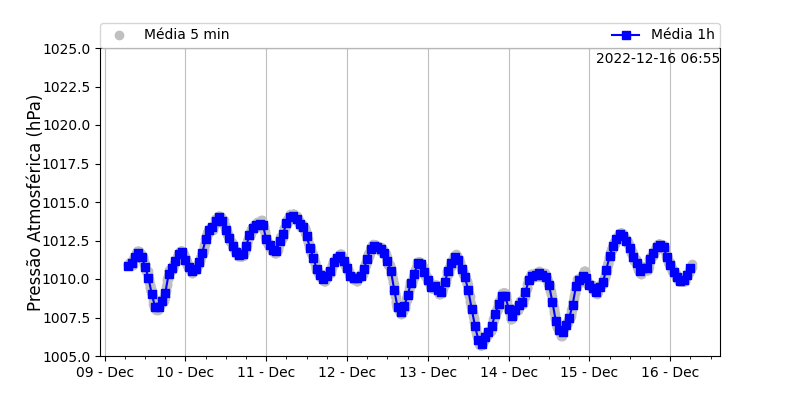 Média 5 min
Média 1h
2022-12-16 06:55
Pressão Atmosférica (hPa)
1025.0
1022.5
1020.0
1017.5
1015.0
1012.5
1010.0
1007.5
1005.0
09 - Dec
10 - Dec
11 - Dec
12 - Dec
13 - Dec
14 - Dec
15 - Dec
16 - Dec